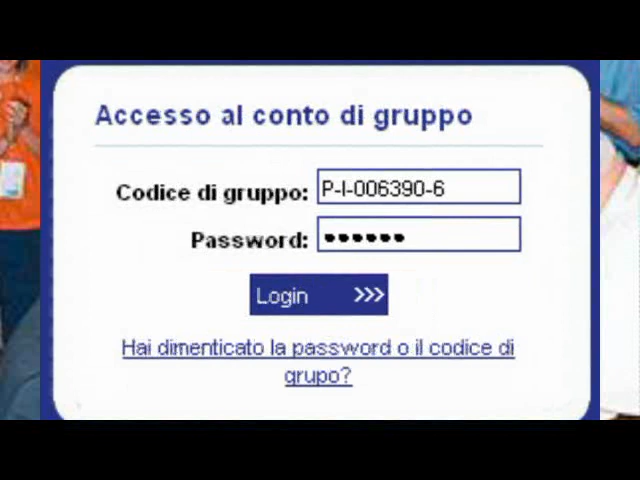 Accesso al conto di gruppo
Codice di gruppo: P-I-006390-6
Password: ••••••
Login >>>
Hai dimenticato la password o il codice di
grupo?